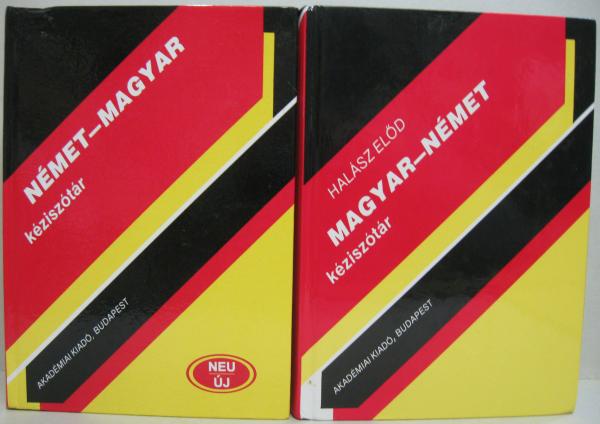 NÉMET–MAGYAR
kéziszótár
AKADÉMIAI KIADÓ, BUDAPEST
NEU
ÚJ
HALÁSZ ELŐD
MAGYAR–NÉMET
kéziszótár
AKADÉMIAI KIADÓ, BUDAPEST